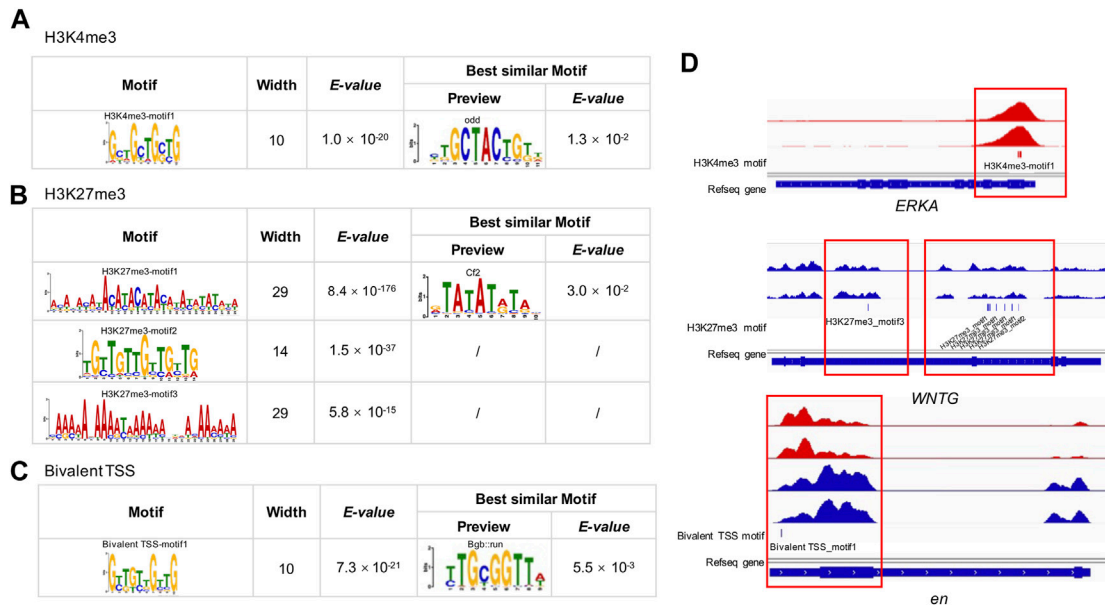 A
H3K4me3
Motif Width E-value Best similar Motif
Preview E-value
H3K4me3-motif1
10 1.0 × 10-20 odd 1.3 × 10-2
B
H3K27me3
Motif Width E-value Best similar Motif
Preview E-value
H3K27me3-motif1
29 8.4 × 10-176 Cf2 3.0 × 10-2
H3K27me3-motif2
14 1.5 × 10-37 / /
H3K27me3-motif3
29 5.8 × 10-15 / /
C
Bivalent TSS
Motif Width E-value Best similar Motif
Preview E-value
Bivalent TSS-motif1
10 7.3 × 10-21 Bgb::run 5.5 × 10-3
D
H3K4me3 motif
H3K4me3-motif1
Refseq gene
ERKA
H3K27me3_motif3
H3K27me3 motif
H3K27me3_motif1
H3K27me3_motif1
H3K27me3_motif1
H3K27me3_motif2
Refseq gene
WNTG
Bivalent TSS motif
Bivalent TSS_motif1
Refseq gene
en